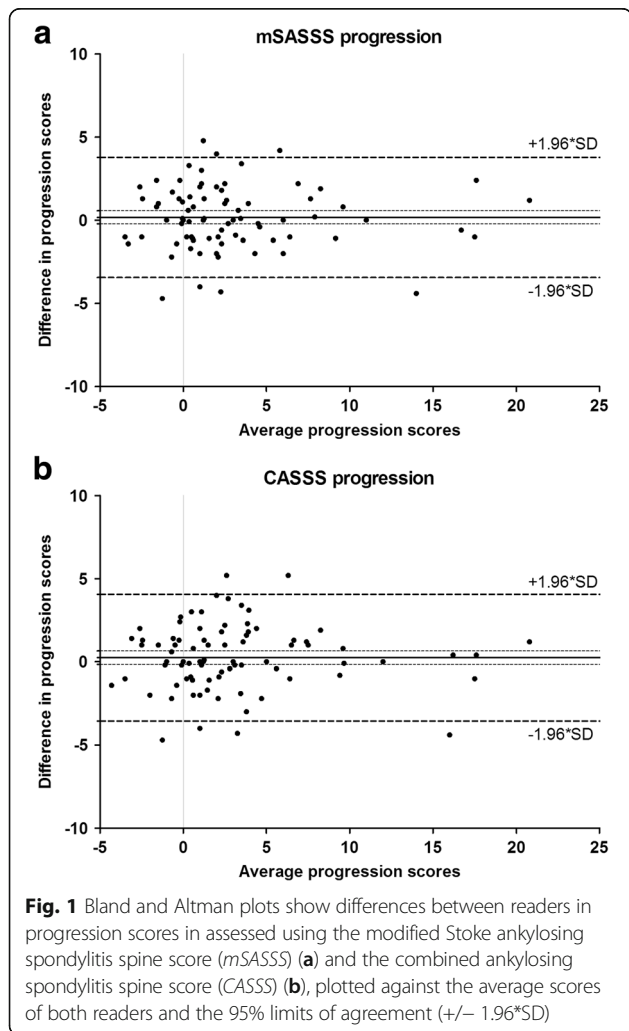 a
mSASSS progression
10
5
0
-5
-10
Difference in progression scores
+1.96*SD
-1.96*SD
-5 0 5 10 15 20 25
Average progression scores
b
CASSS progression
10
5
0
-5
-10
Difference in progression scores
+1.96*SD
-1.96*SD
-5 0 5 10 15 20 25
Average progression scores
Fig. 1 Bland and Altman plots show differences between readers in
progression scores in assessed using the modified Stoke ankylosing
spondylitis spine score (mSASSS) (a) and the combined ankylosing
spondylitis spine score (CASSS) (b), plotted against the average scores
of both readers and the 95% limits of agreement (+/− 1.96*SD)